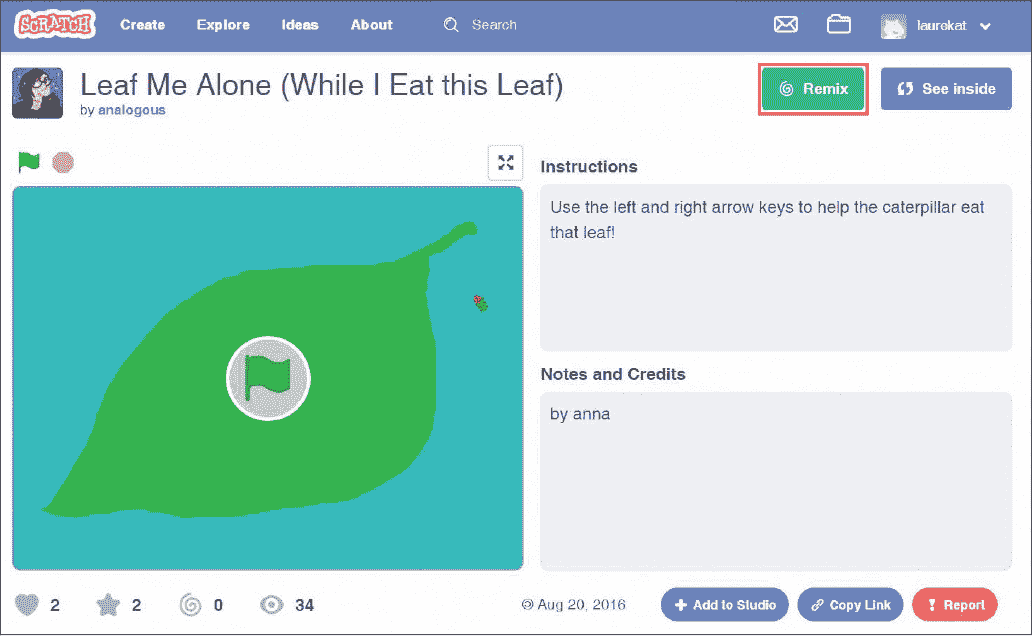 SCRATCH Create Explore Ideas About Search laurekat
Leaf Me Alone (While I Eat this Leaf)
by analogous
Remix See inside
Instructions
Use the left and right arrow keys to help the caterpillar eat
that leaf!
Notes and Credits
by anna
2 2 0 34
© Aug 20, 2016
Add to Studio Copy Link Report